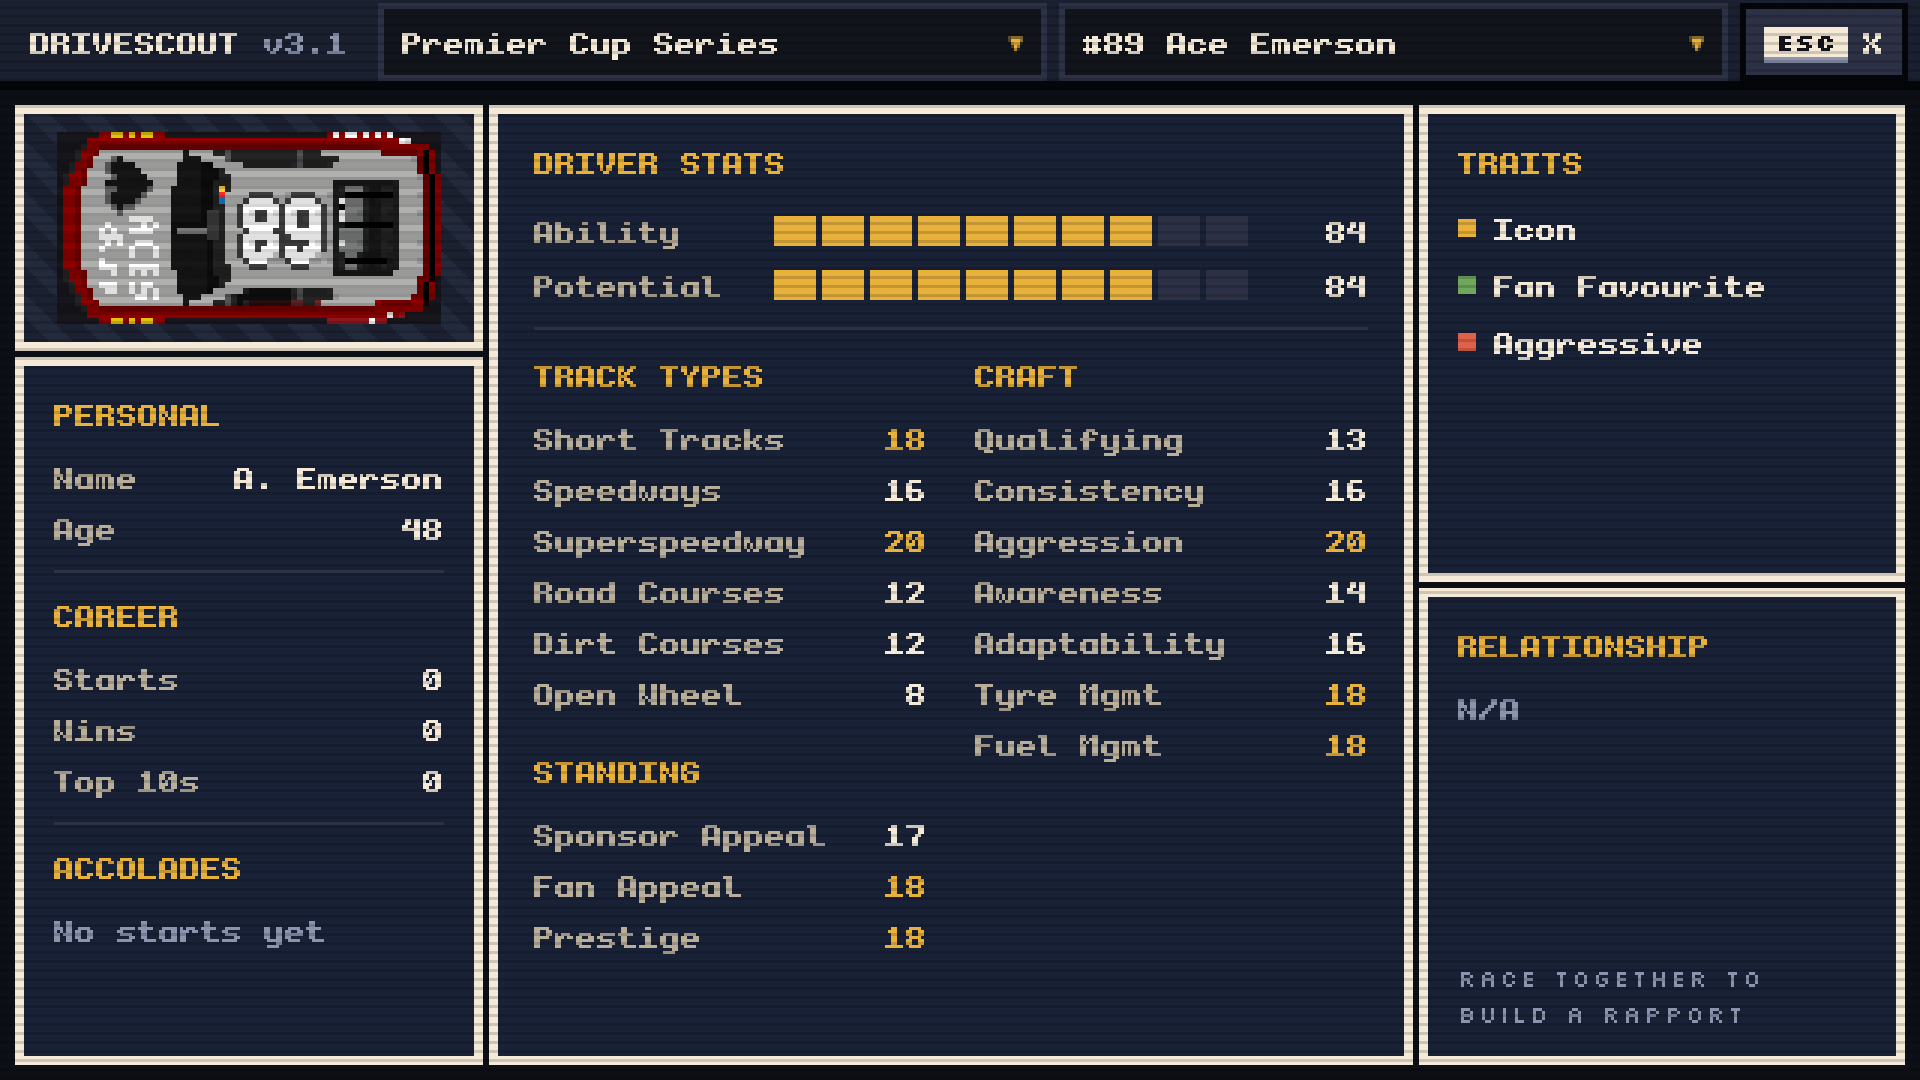 DRIVESCOUT v3.1
Premier Cup Series
#89 Ace Emerson
ESC X
89
PERSONAL
Name A. Emerson
Age 48
CAREER
Starts 0
Wins 0
Top 10s 0
ACCOLADES
No starts yet
DRIVER STATS
Ability 84
Potential 84
TRACK TYPES
Short Tracks 18
Speedways 16
Superspeedway 20
Road Courses 12
Dirt Courses 12
Open Wheel 8
STANDING
Sponsor Appeal 17
Fan Appeal 18
Prestige 18
CRAFT
Qualifying 13
Consistency 16
Aggression 20
Awareness 14
Adaptability 16
Tyre Mgmt 18
Fuel Mgmt 18
TRAITS
Icon
Fan Favourite
Aggressive
RELATIONSHIP
N/A
RACE TOGETHER TO
BUILD A RAPPORT